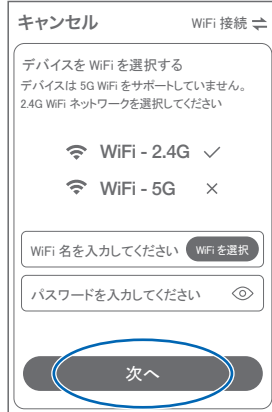 キャンセル WiFi 接続
デバイスを WiFi を選択する
デバイスは 5G WiFi をサポートしていません。
2.4G WiFi ネットワークを選択してください
WiFi - 2.4G
WiFi - 5G
WiFi 名を入力してください WiFi を選択
パスワードを入力してください
次へ